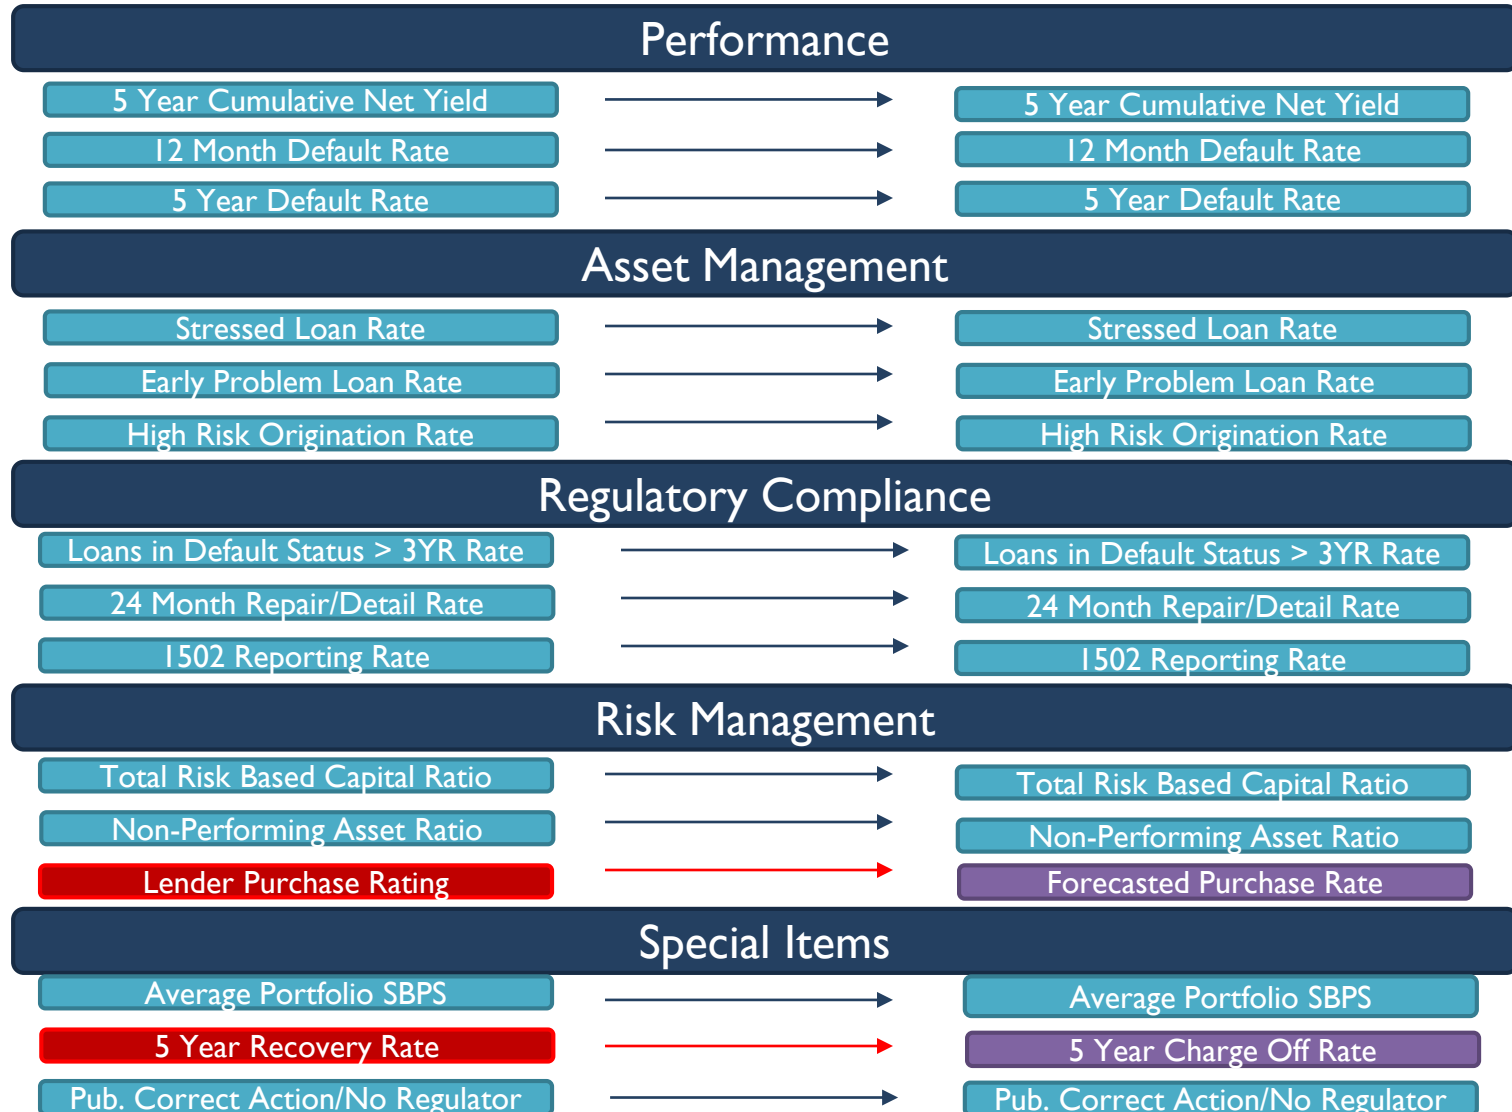 Performance
5 Year Cumulative Net Yield
5 Year Cumulative Net Yield
12 Month Default Rate
12 Month Default Rate
5 Year Default Rate
5 Year Default Rate
Asset Management
Stressed Loan Rate
Stressed Loan Rate
Early Problem Loan Rate
Early Problem Loan Rate
High Risk Origination Rate
High Risk Origination Rate
Regulatory Compliance
Loans in Default Status > 3YR Rate
Loans in Default Status > 3YR Rate
24 Month Repair/Detail Rate
24 Month Repair/Detail Rate
1502 Reporting Rate
1502 Reporting Rate
Risk Management
Total Risk Based Capital Ratio
Total Risk Based Capital Ratio
Non-Performing Asset Ratio
Non-Performing Asset Ratio
Lender Purchase Rating
Forecasted Purchase Rate
Special Items
Average Portfolio SBPS
Average Portfolio SBPS
5 Year Recovery Rate
5 Year Charge Off Rate
Pub. Correct Action/No Regulator
Pub. Correct Action/No Regulator